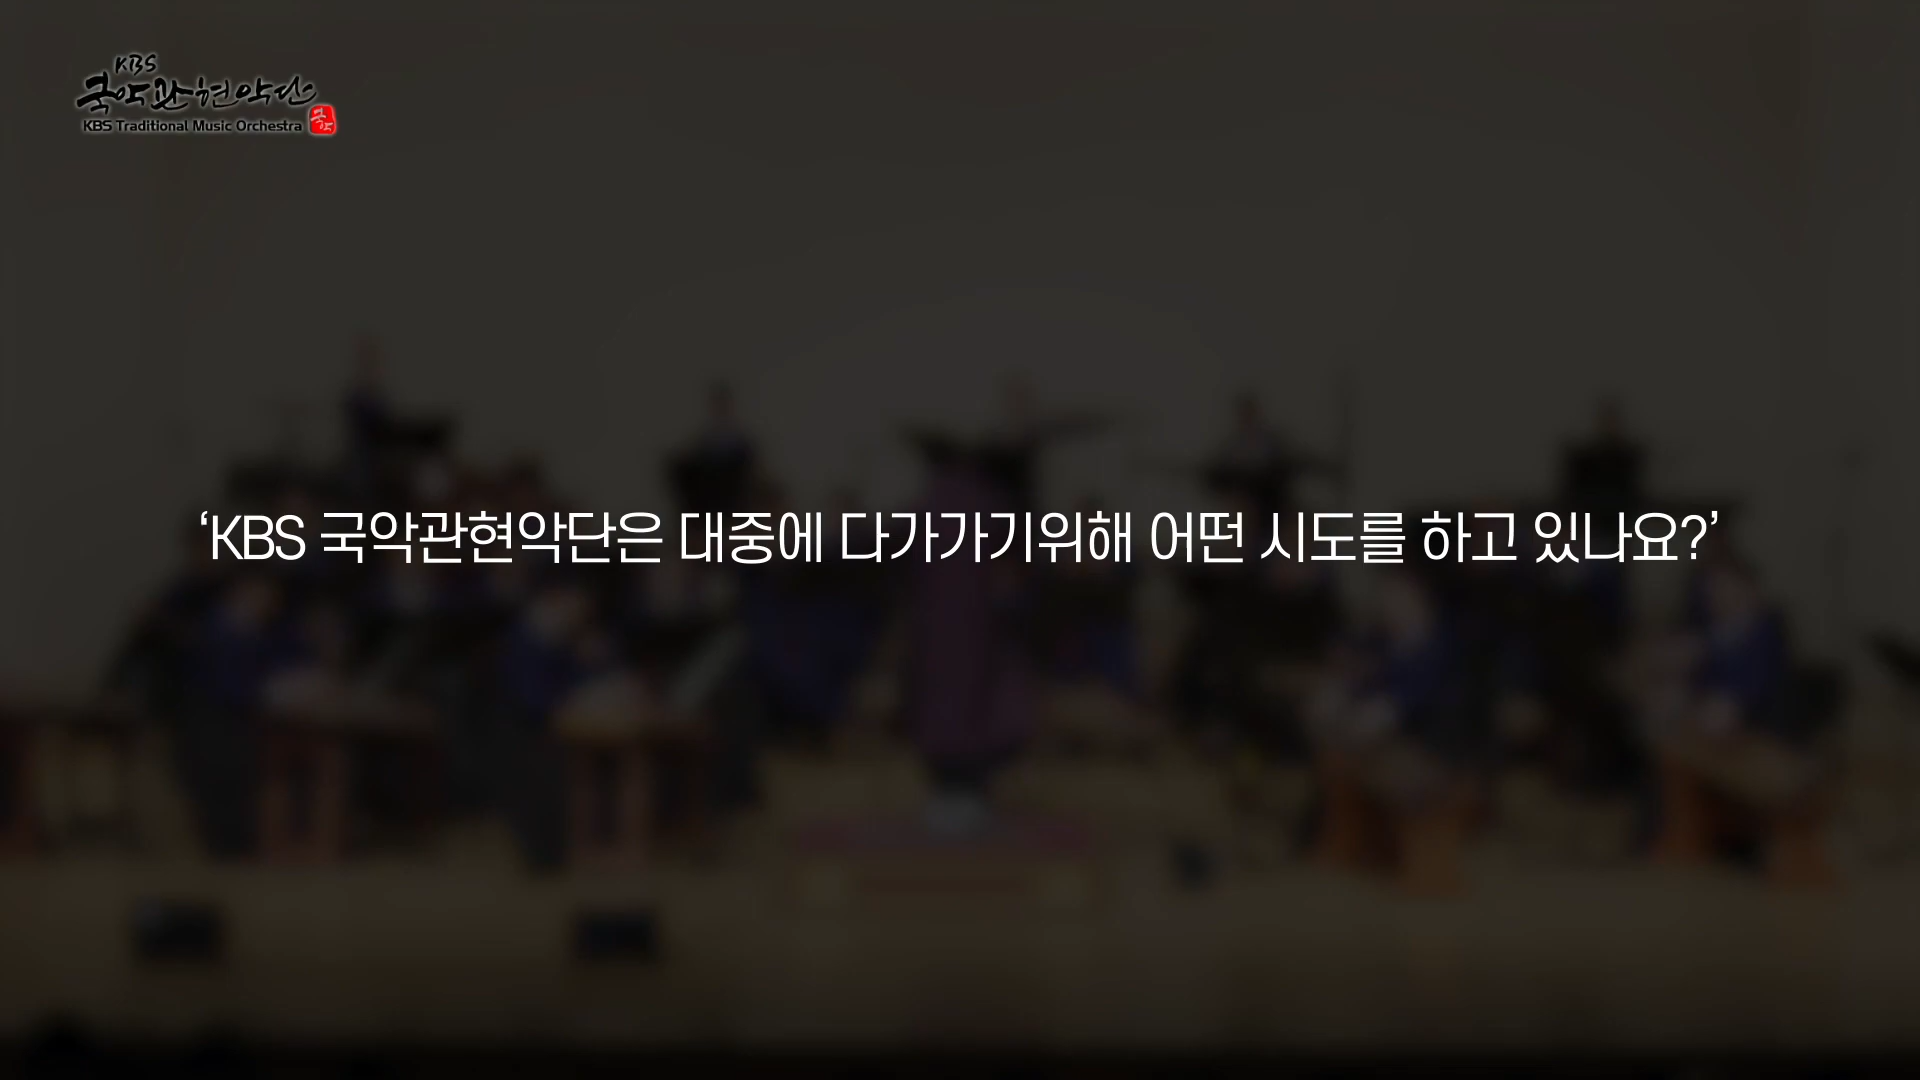 KBS
국악관현악단
KBS Traditional Music Orchestra
국악
‘KBS 국악관현악단은 대중에 다가가기위해 어떤 시도를 하고 있나요?’